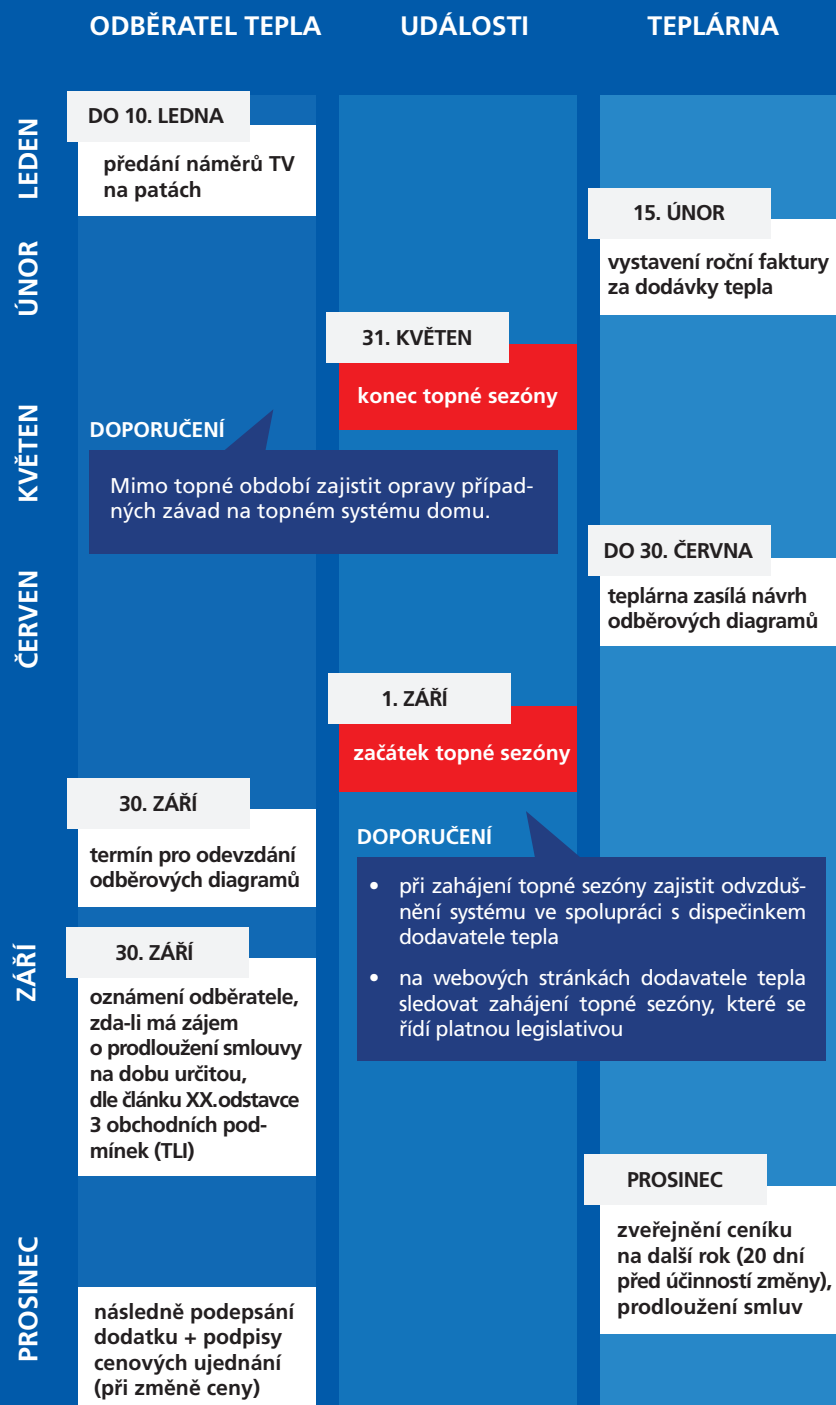 ODBĚRATEL TEPLA
UDÁLOSTI
TEPLÁRNA
LEDEN
DO 10. LEDNA
předání náměrů TV
na patách
ÚNOR
15. ÚNOR
vystavení roční faktury
za dodávky tepla
31. KVĚTEN
konec topné sezóny
KVĚTEN
DOPORUČENÍ
Mimo topné období zajistit opravy případ-
ných závad na topném systému domu.
ČERVEN
DO 30. ČERVNA
teplárna zasílá návrh
odběrových diagramů
1. ZÁŘÍ
začátek topné sezóny
30. ZÁŘÍ
termín pro odevzdání
odběrových diagramů
DOPORUČENÍ
• při zahájení topné sezóny zajistit odvzduš-
nění systému ve spolupráci s dispečinkem
dodavatele tepla
• na webových stránkách dodavatele tepla
sledovat zahájení topné sezóny, které se
řídí platnou legislativou
ZÁŘÍ
30. ZÁŘÍ
oznámení odběratele,
zda-li má zájem
o prodloužení smlouvy
na dobu určitou,
dle článku XX.odstavce
3 obchodních pod-
mínek (TLI)
PROSINEC
PROSINEC
zveřejnění ceníku
na další rok (20 dní
před účinností změny),
prodloužení smluv
následně podepsání
dodatku + podpisy
cenových ujednání
(při změně ceny)